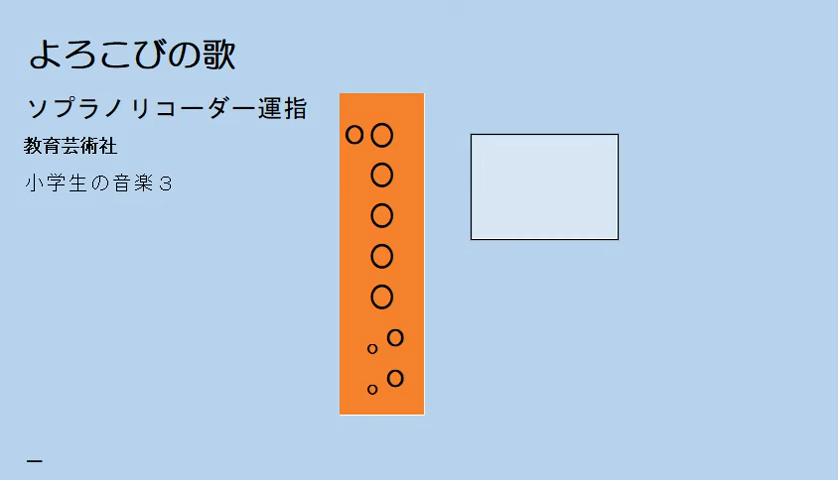 よろこびの歌
ソプラノリコーダー運指
教育芸術社
小学生の音楽３